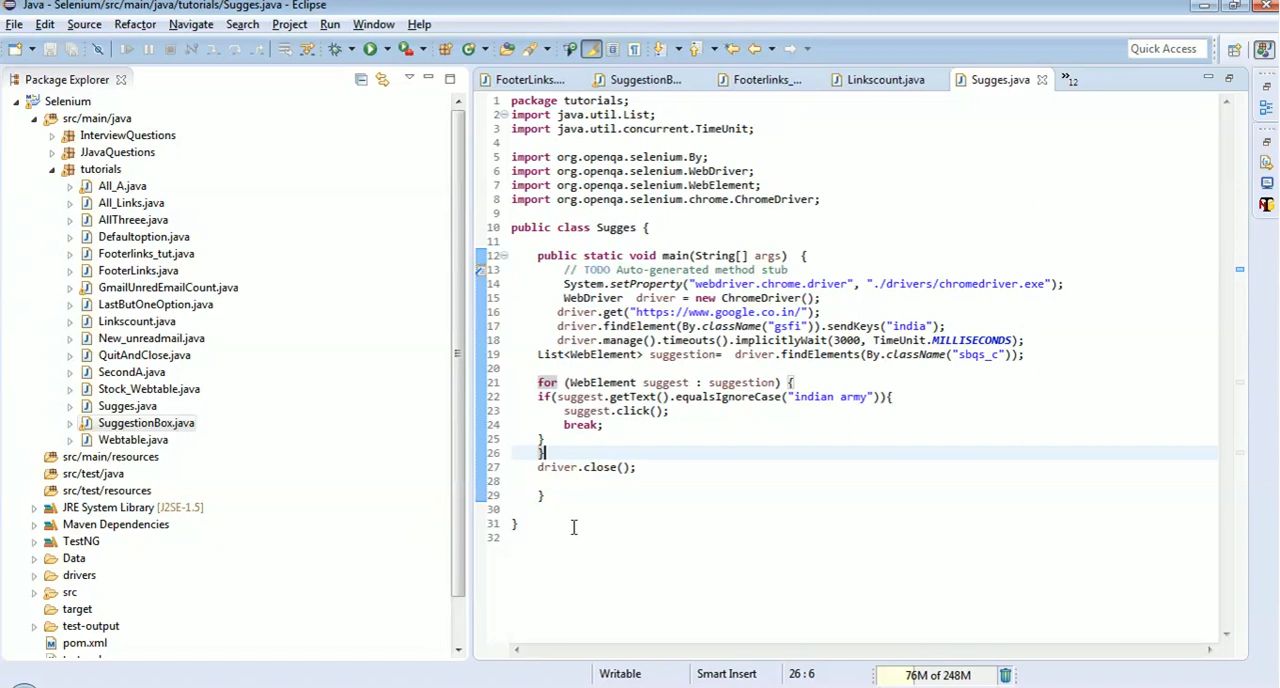 Java - Selenium/src/main/java/tutorials/Sugges.java - Eclipse
File Edit Source Refactor Navigate Search Project Run Window Help
Quick Access
Package Explorer
FooterLinks.... SuggestionB... Footerlinks_... Linkscount.java Sugges.java »12
Selenium
src/main/java
InterviewQuestions
JJavaQuestions
tutorials
All_A.java
All_Links.java
AllThreee.java
Defaultoption.java
Footerlinks_tut.java
FooterLinks.java
GmailUnredEmailCount.java
LastButOneOption.java
Linkscount.java
New_unreadmail.java
QuitAndClose.java
SecondA.java
Stock_Webtable.java
Sugges.java
SuggestionBox.java
Webtable.java
src/main/resources
src/test/java
src/test/resources
JRE System Library [J2SE-1.5]
Maven Dependencies
TestNG
Data
drivers
src
target
test-output
pom.xml
1 package tutorials;
2 import java.util.List;
3 import java.util.concurrent.TimeUnit;
4
5 import org.openqa.selenium.By;
6 import org.openqa.selenium.WebDriver;
7 import org.openqa.selenium.WebElement;
8 import org.openqa.selenium.chrome.ChromeDriver;
9
10 public class Sugges {
11
12 public static void main(String[] args) {
13 // TODO Auto-generated method stub
14 System.setProperty("webdriver.chrome.driver", "./drivers/chromedriver.exe");
15 WebDriver driver = new ChromeDriver();
16 driver.get("https://www.google.co.in/");
17 driver.findElement(By.className("gsfi")).sendKeys("india");
18 driver.manage().timeouts().implicitlyWait(3000, TimeUnit.MILLISECONDS);
19 List<WebElement> suggestion= driver.findElements(By.className("sbqs_c"));
20
21 for (WebElement suggest : suggestion) {
22 if(suggest.getText().equalsIgnoreCase("indian army")){
23 suggest.click();
24 break;
25 }
26 }
27 driver.close();
28
29 }
30
31 }
32
Writable Smart Insert 26 : 6 76M of 248M